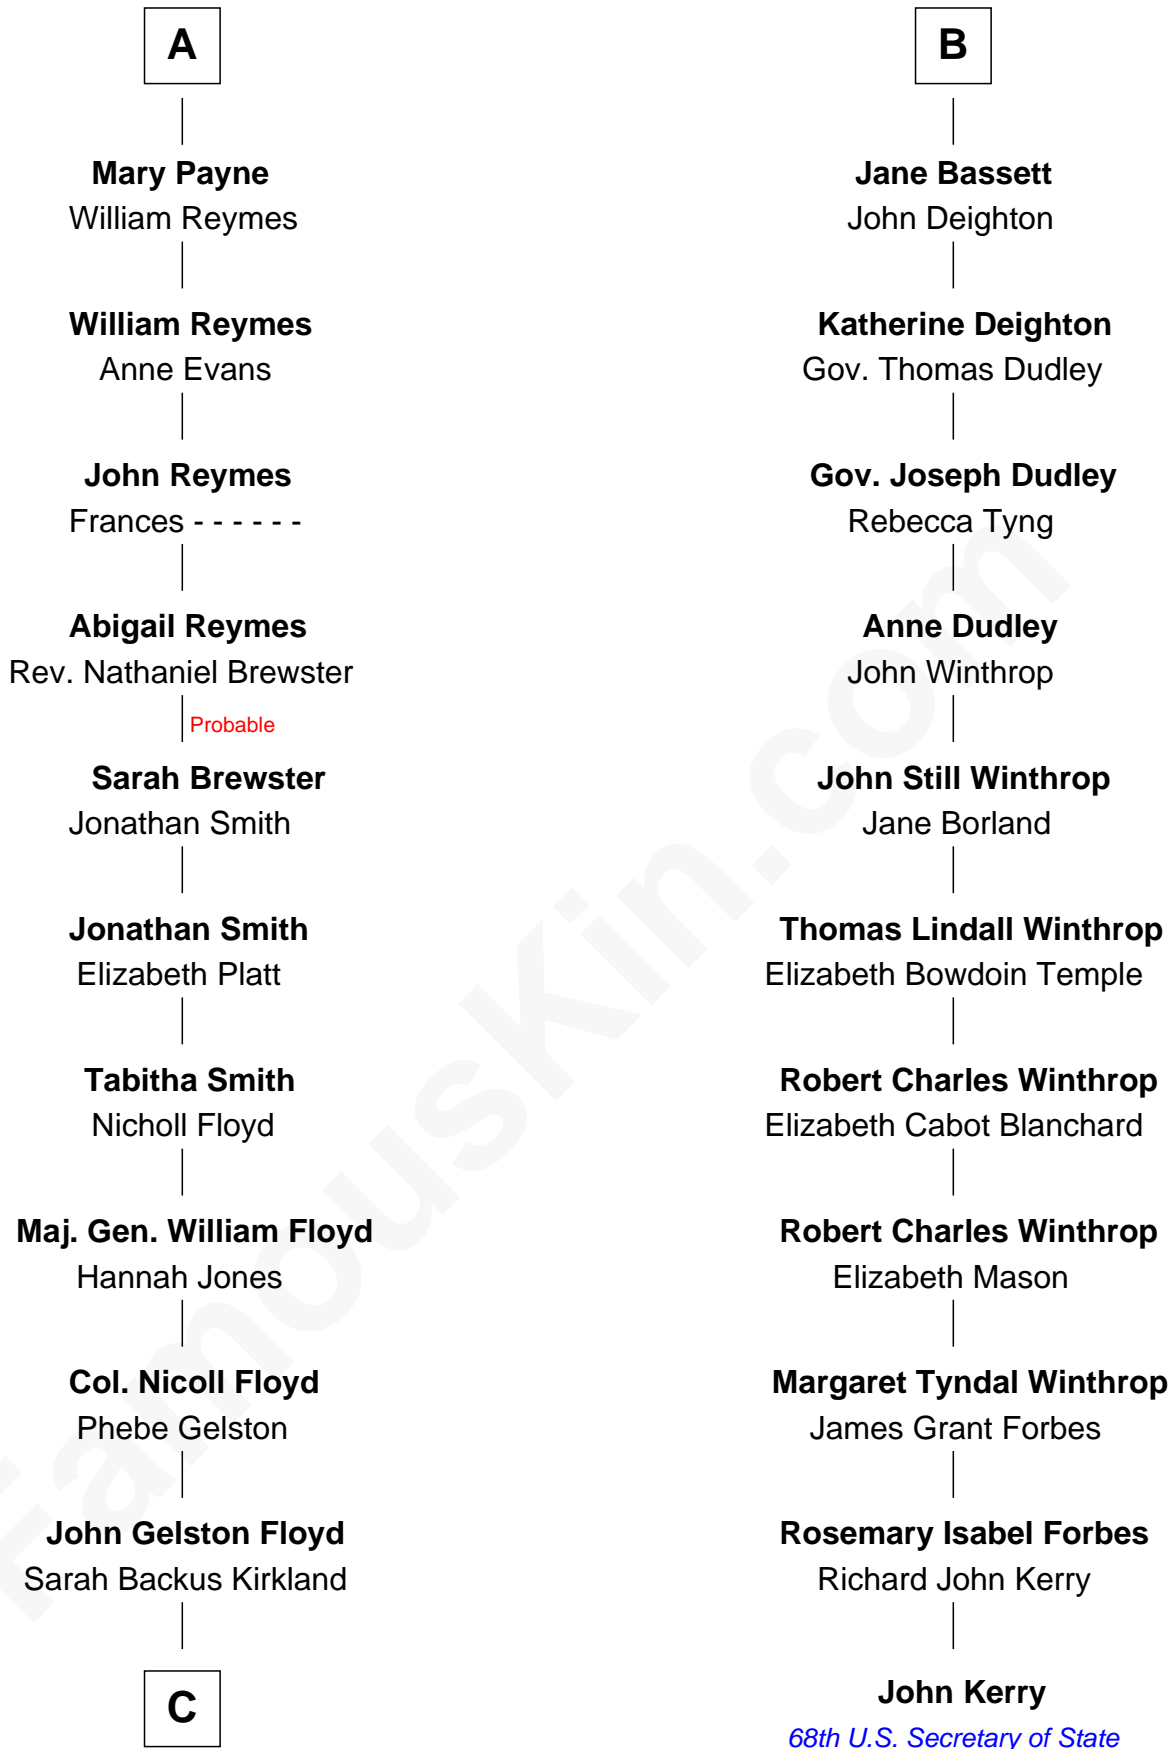 A
Mary Payne
William Reymes
William Reymes
Anne Evans
John Reymes
Frances - - - - - -
Abigail Reymes
Rev. Nathaniel Brewster
Probable
Sarah Brewster
Jonathan Smith
Jonathan Smith
Elizabeth Platt
Tabitha Smith
Nicholl Floyd
Maj. Gen. William Floyd
Hannah Jones
Col. Nicoll Floyd
Phebe Gelston
John Gelston Floyd
Sarah Backus Kirkland
C
B
Jane Bassett
John Deighton
Katherine Deighton
Gov. Thomas Dudley
Gov. Joseph Dudley
Rebecca Tyng
Anne Dudley
John Winthrop
John Still Winthrop
Jane Borland
Thomas Lindall Winthrop
Elizabeth Bowdoin Temple
Robert Charles Winthrop
Elizabeth Cabot Blanchard
Robert Charles Winthrop
Elizabeth Mason
Margaret Tyndal Winthrop
James Grant Forbes
Rosemary Isabel Forbes
Richard John Kerry
John Kerry
68th U.S. Secretary of State
FamousKin.com